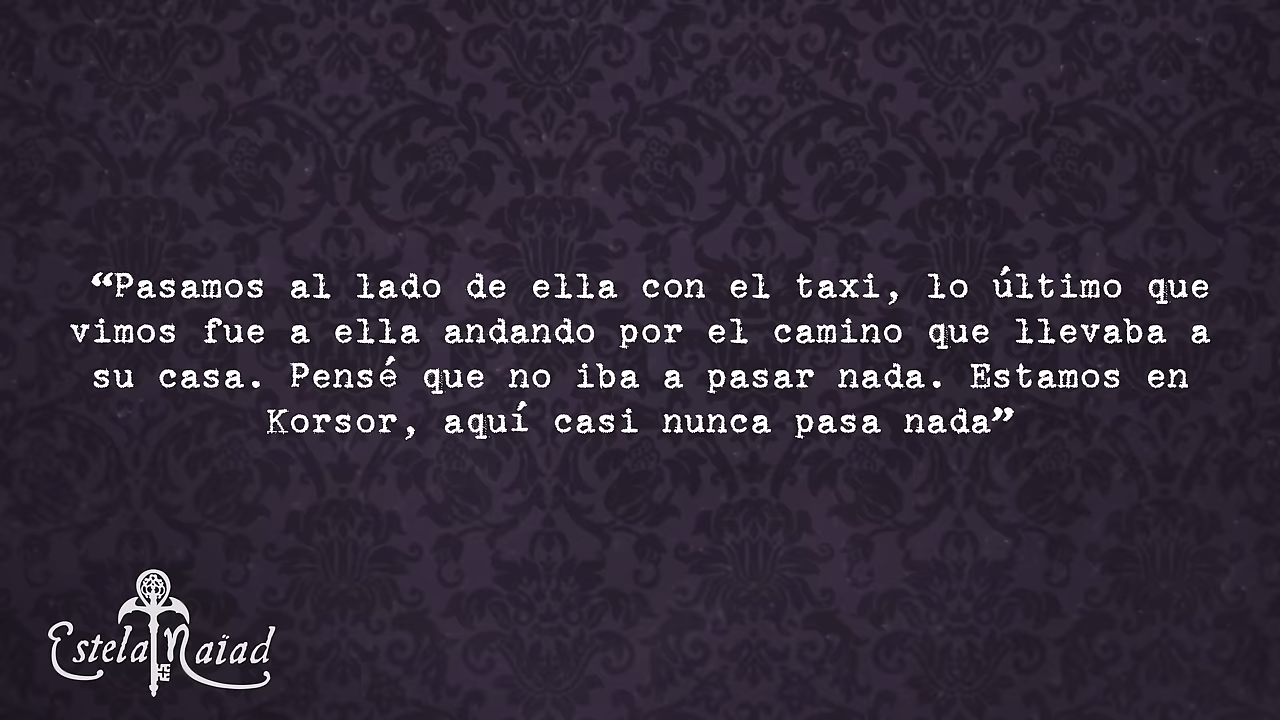 “Pasamos al lado de ella con el taxi, lo último que
vimos fue a ella andando por el camino que llevaba a
su casa. Pensé que no iba a pasar nada. Estamos en
Korsor, aquí casi nunca pasa nada”
Estela Naïad